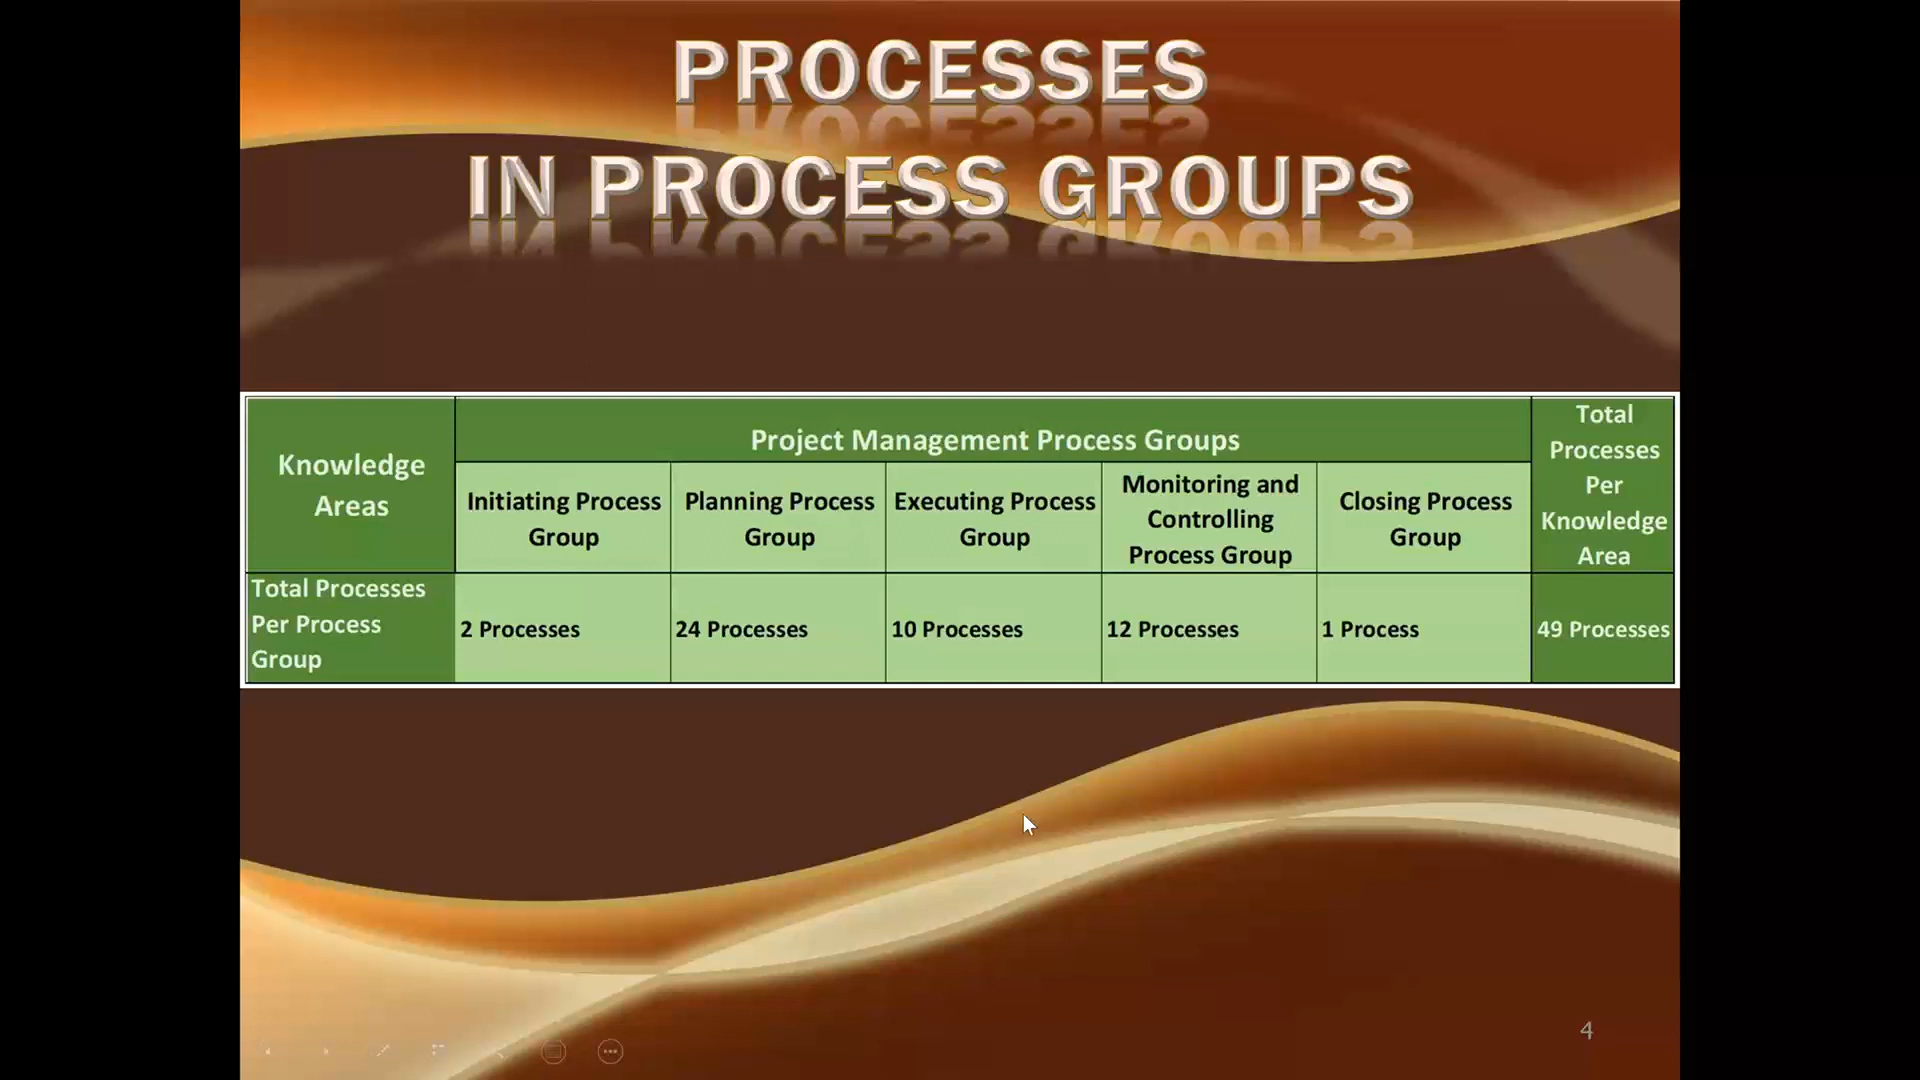 PROCESSES
IN PROCESS GROUPS
Knowledge
Areas
Project Management Process Groups
Total
Processes
Per
Knowledge
Area
Initiating Process
Group
Planning Process
Group
Executing Process
Group
Monitoring and
Controlling
Process Group
Closing Process
Group
Total Processes
Per Process
Group
2 Processes
24 Processes
10 Processes
12 Processes
1 Process
49 Processes
4